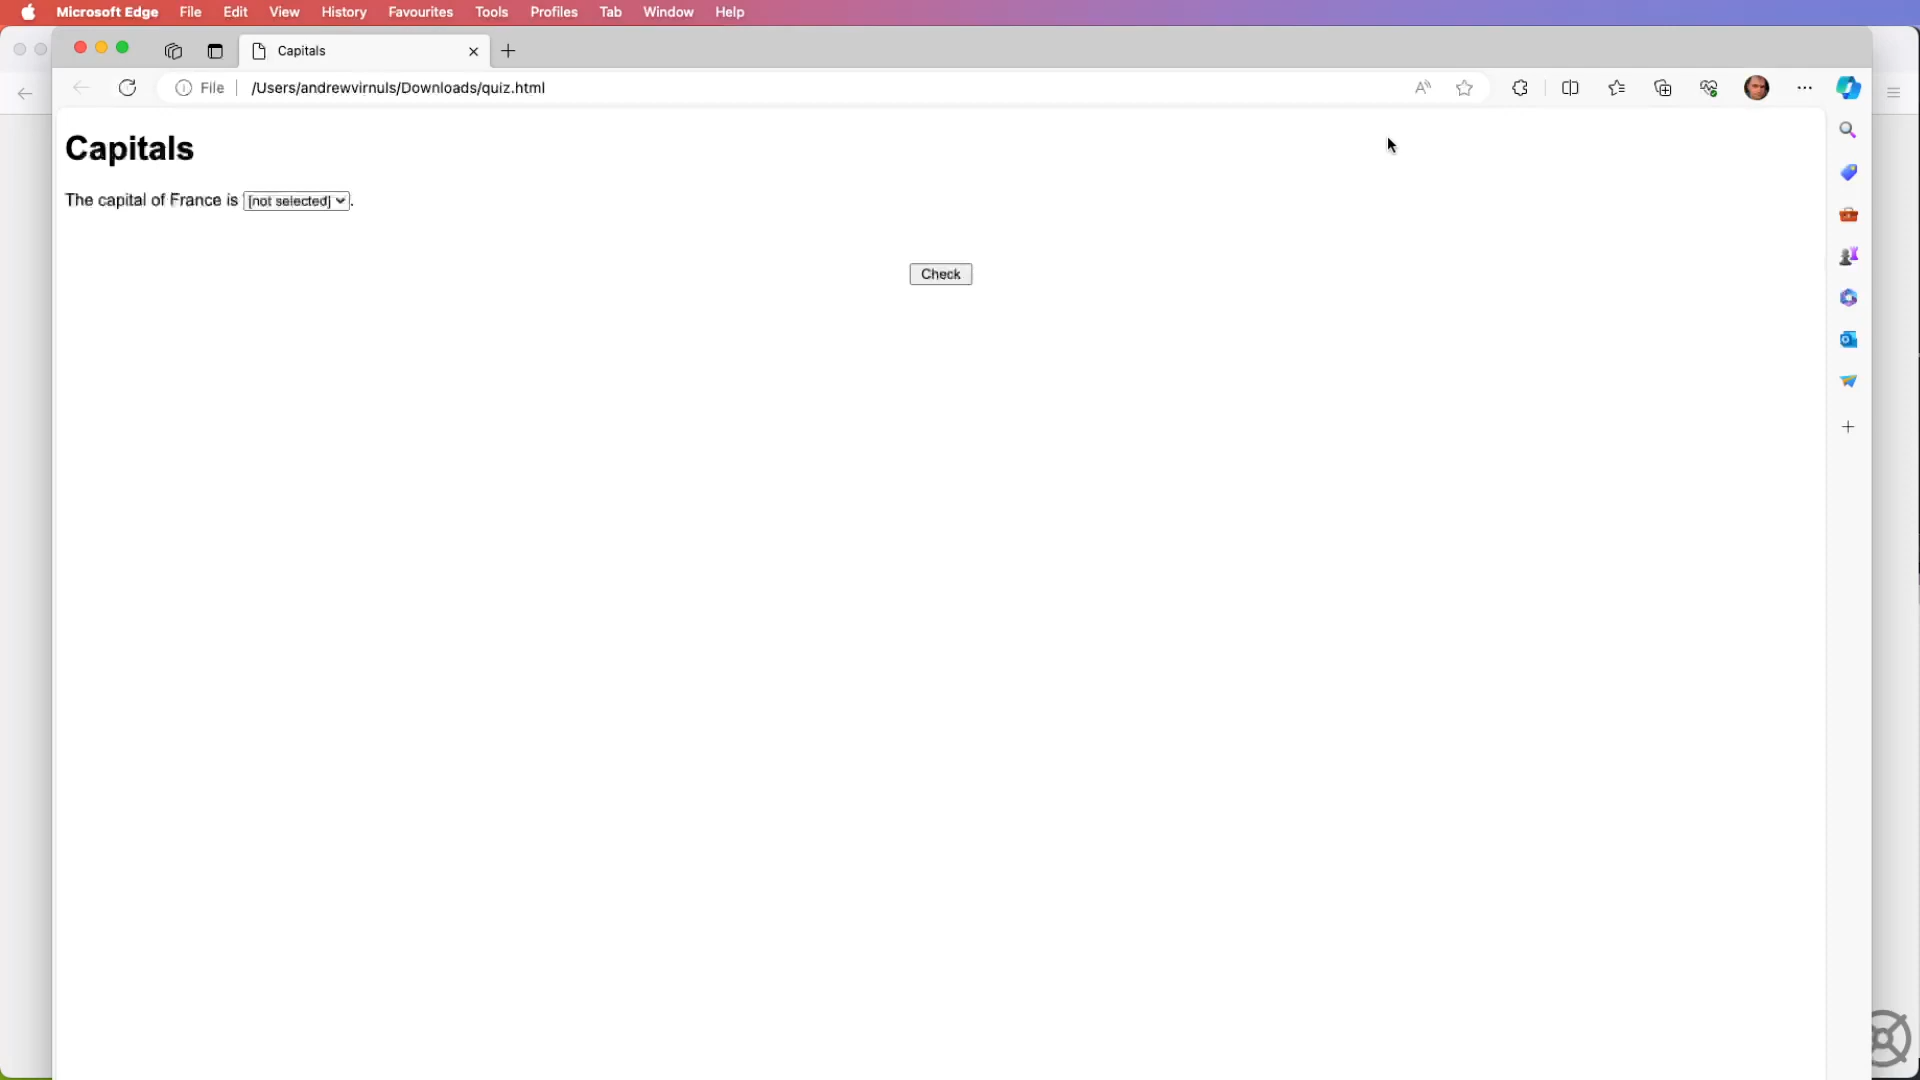 Microsoft Edge File Edit View History Favourites Tools Profiles Tab Window Help
Capitals
File /Users/andrewvirnuls/Downloads/quiz.html
Capitals
The capital of France is [not selected].
Check